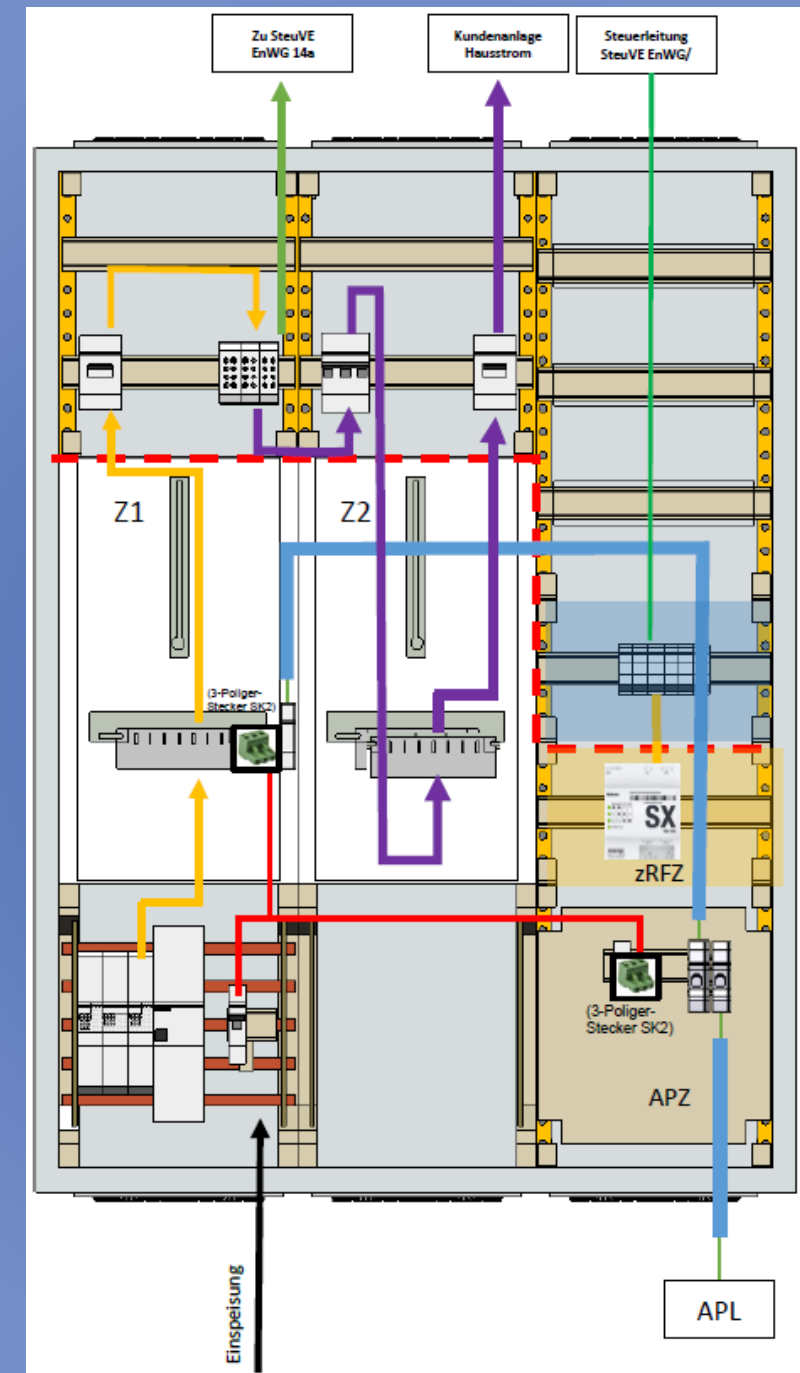 Zu SteuVE
EnWG 14a
Kundenanlage
Hausstrom
Steuerleitung
SteuVE EnWG/
Z1
Z2
(3-Poliger-
Stecker SK2)
SX
zRFZ
(3-Poliger-
Stecker SK2)
APZ
Einspeisung
APL